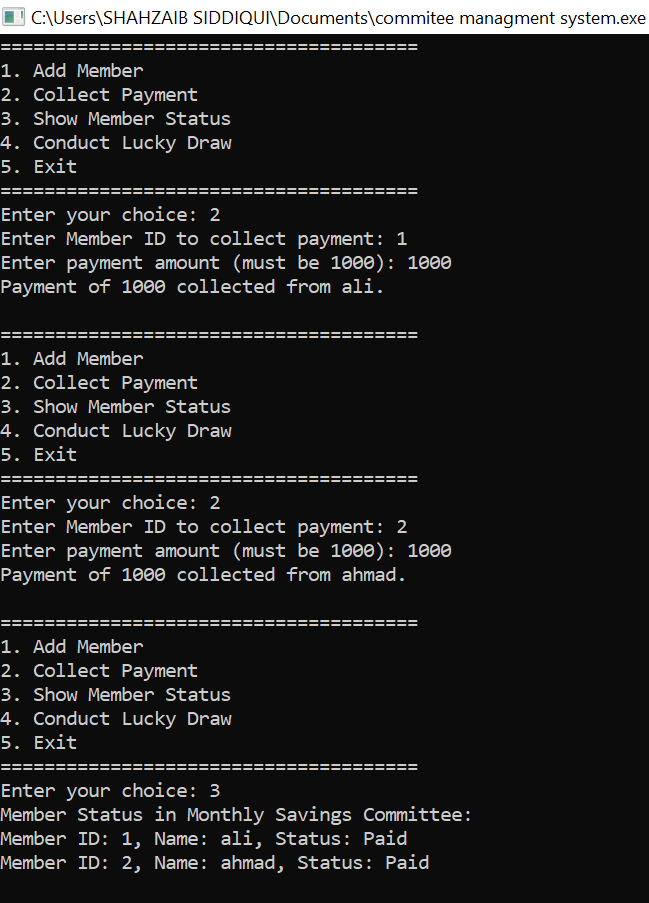 C:\Users\SHAHZAIB SIDDIQUI\Documents\commitee managment system.exe
======================================
1. Add Member
2. Collect Payment
3. Show Member Status
4. Conduct Lucky Draw
5. Exit
======================================
Enter your choice: 2
Enter Member ID to collect payment: 1
Enter payment amount (must be 1000): 1000
Payment of 1000 collected from ali.
======================================
1. Add Member
2. Collect Payment
3. Show Member Status
4. Conduct Lucky Draw
5. Exit
======================================
Enter your choice: 2
Enter Member ID to collect payment: 2
Enter payment amount (must be 1000): 1000
Payment of 1000 collected from ahmad.
======================================
1. Add Member
2. Collect Payment
3. Show Member Status
4. Conduct Lucky Draw
5. Exit
======================================
Enter your choice: 3
Member Status in Monthly Savings Committee:
Member ID: 1, Name: ali, Status: Paid
Member ID: 2, Name: ahmad, Status: Paid